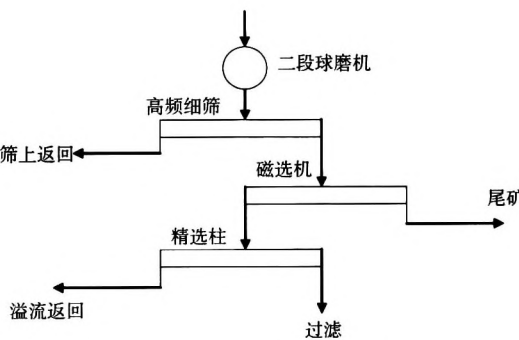 二段球磨机
高频细筛
筛上返回
磁选机
尾矿
精选柱
溢流返回
过滤